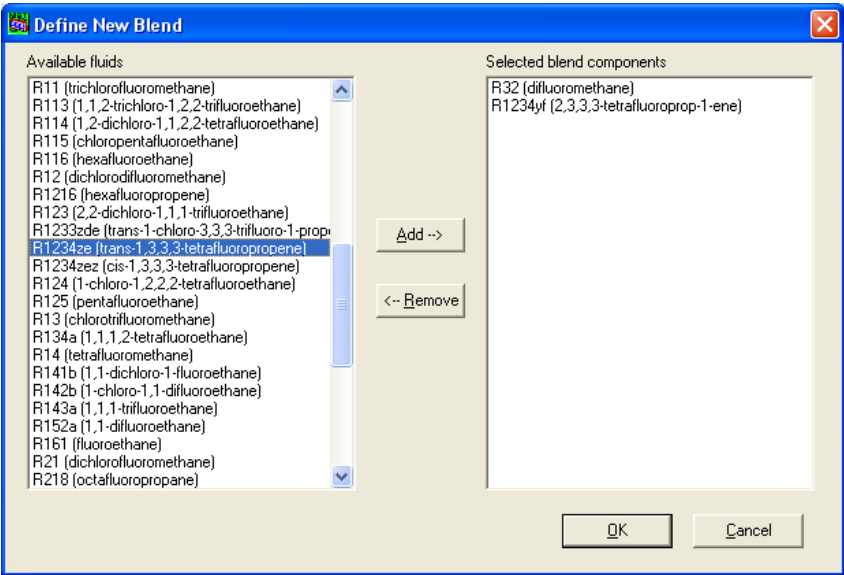 Define New Blend
Available fluids
R11 (trichlorofluoromethane)
R113 (1,1,2-trichloro-1,2,2-trifluoroethane)
R114 (1,2-dichloro-1,1,2,2-tetrafluoroethane)
R115 (chloropentafluoroethane)
R116 (hexafluoroethane)
R12 (dichlorodifluoromethane)
R1216 (hexafluoropropene)
R123 (2,2-dichloro-1,1,1-trifluoroethane)
R1233zde (trans-1-chloro-3,3,3-trifluoro-1-prop
R1234ze (trans-1,3,3,3-tetrafluoropropene)
R1234zez (cis-1,3,3,3-tetrafluoropropene)
R124 (1-chloro-1,2,2,2-tetrafluoroethane)
R125 (pentafluoroethane)
R13 (chlorotrifluoromethane)
R134a (1,1,1,2-tetrafluoroethane)
R14 (tetrafluoromethane)
R141b (1,1-dichloro-1-fluoroethane)
R142b (1-chloro-1,1-difluoroethane)
R143a (1,1,1-trifluoroethane)
R152a (1,1-difluoroethane)
R161 (fluoroethane)
R21 (dichlorofluoromethane)
R218 (octafluoropropane)
Add -->
<-- Remove
Selected blend components
R32 (difluoromethane)
R1234yf (2,3,3,3-tetrafluoroprop-1-ene)
OK
Cancel